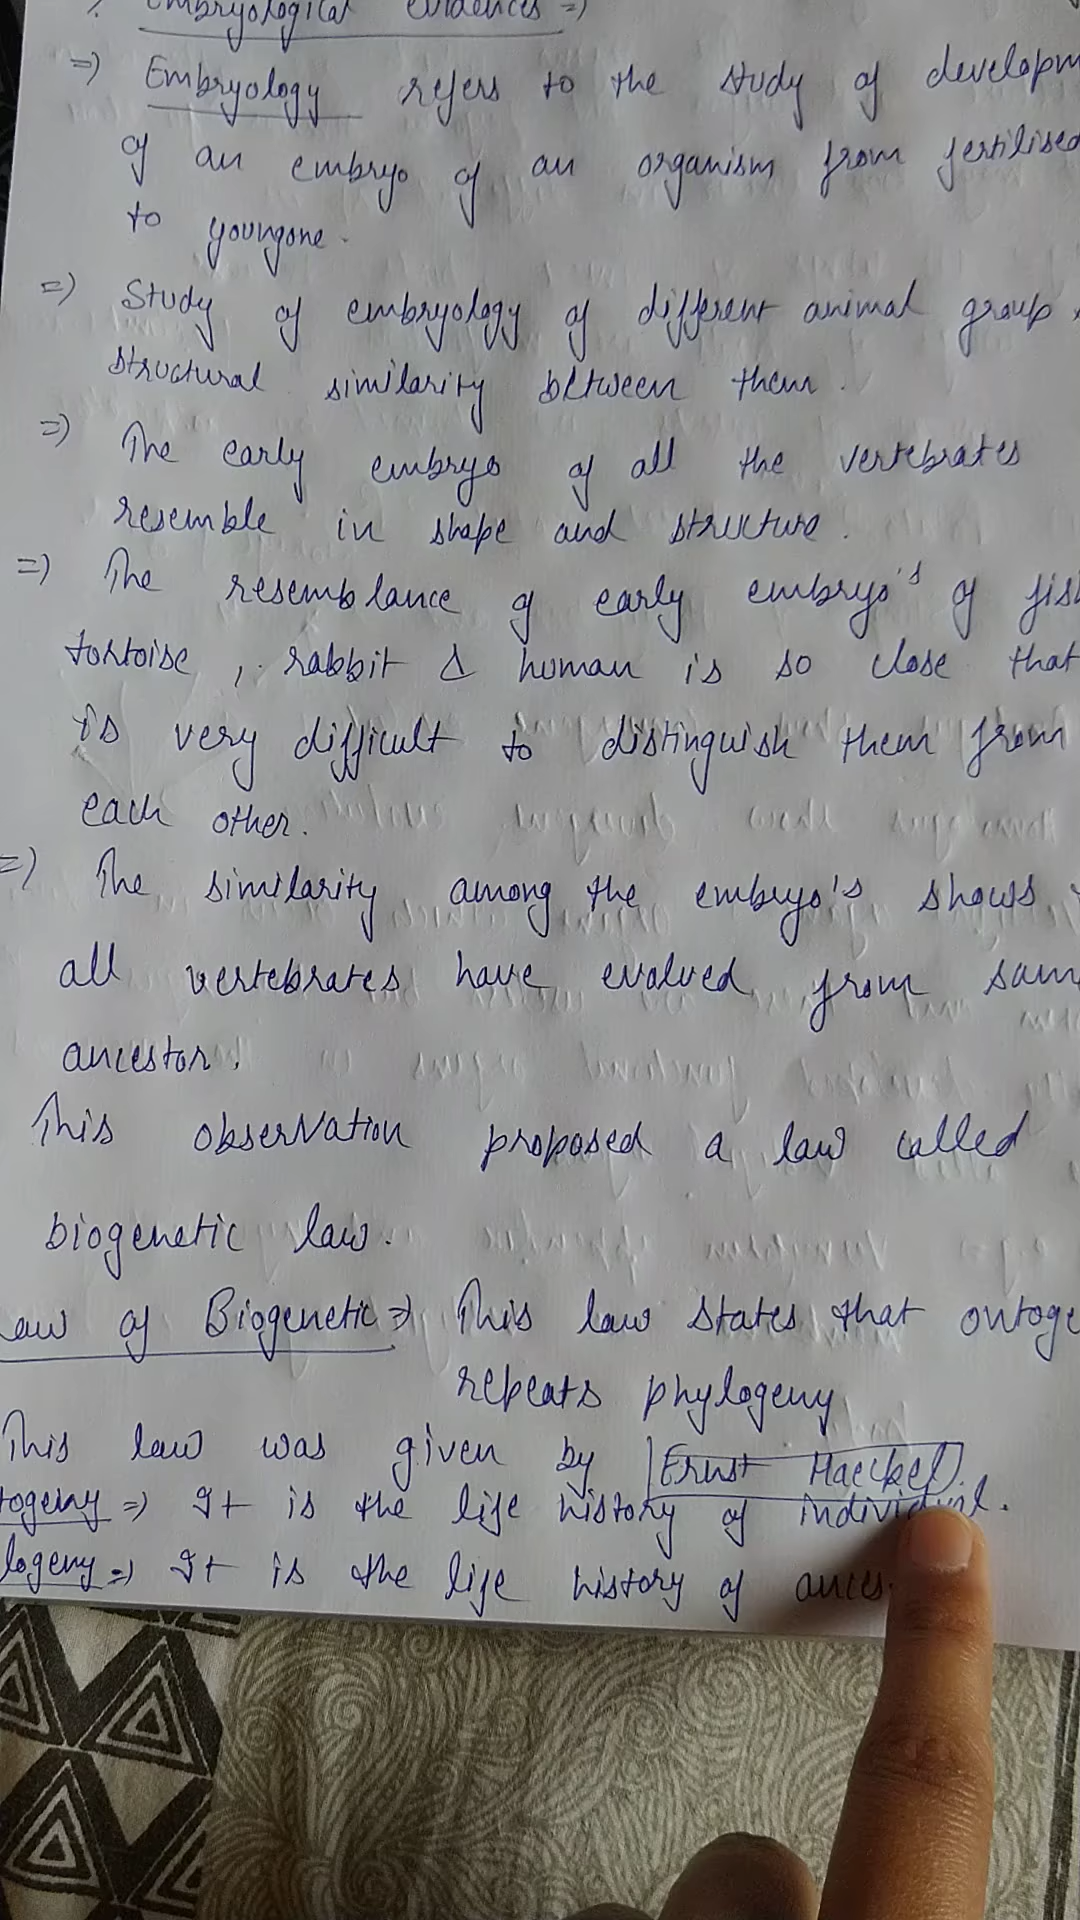 Embryological evidences =>
=> Embryology refers to the study of developm
of an embryo of an organism from fertilised
to youngone.
=> Study of embryology of different animal group
structural similarity between them.
=> The early embryo of all the vertebrates
resemble in shape and structure.
=> The resemblance of early embryo's of fish
tortoise, rabbit & human is so close that
is very difficult to distinguish them from
each other.
=> The similarity among the embryo's shows
all vertebrates have evolved from sam
ancestor.
This observation proposed a law called
biogenetic law.
aw of Biogenetic => This law states that ontoge
repeats phylogeny
This law was given by Ernst Haeckel.
togeny => It is the life history of individual.
logeny => It is the life history of ances